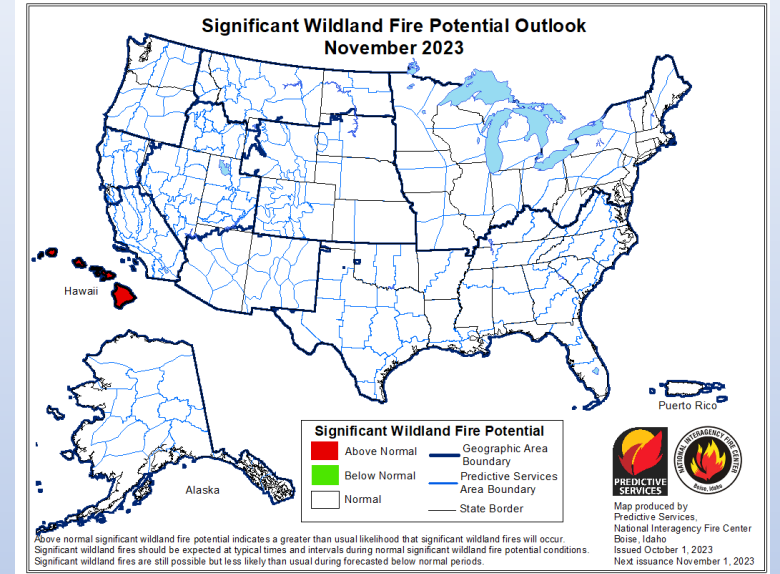 Significant Wildland Fire Potential Outlook
November 2023
Hawaii
Alaska
Puerto Rico
Significant Wildland Fire Potential
Above Normal
Below Normal
Normal
Geographic Area
Boundary
Predictive Services
Area Boundary
State Border
PREDICTIVE
SERVICES
NATIONAL INTERAGENCY FIRE CENTER
Boise, Idaho
Map produced by
Predictive Services,
National Interagency Fire Center
Boise, Idaho
Issued October 1, 2023
Next issuance November 1, 2023
Above normal significant wildland fire potential indicates a greater than usual likelihood that significant wildland fires will occur.
Significant wildland fires should be expected at typical times and intervals during normal significant wildland fire potential conditions.
Significant wildland fires are still possible but less likely than usual during forecasted below normal periods.